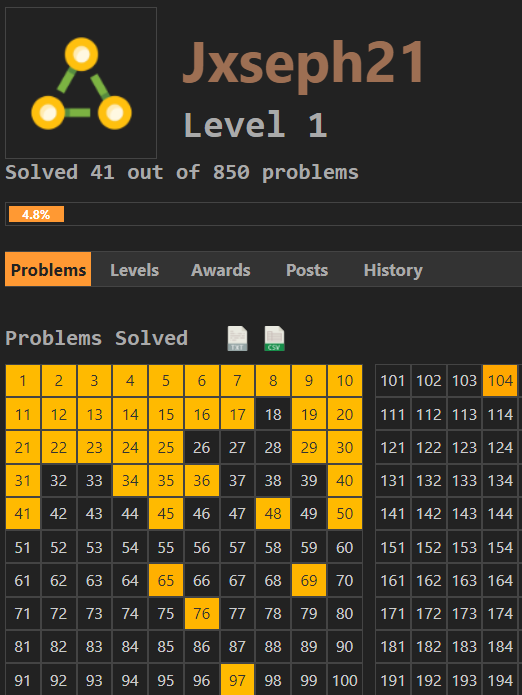 Jxseph21
Level 1
Solved 41 out of 850 problems
4.8%
Problems Levels Awards Posts History
Problems Solved TXT CSV
1 2 3 4 5 6 7 8 9 10 101 102 103 104
11 12 13 14 15 16 17 18 19 20 111 112 113 114
21 22 23 24 25 26 27 28 29 30 121 122 123 124
31 32 33 34 35 36 37 38 39 40 131 132 133 134
41 42 43 44 45 46 47 48 49 50 141 142 143 144
51 52 53 54 55 56 57 58 59 60 151 152 153 154
61 62 63 64 65 66 67 68 69 70 161 162 163 164
71 72 73 74 75 76 77 78 79 80 171 172 173 174
81 82 83 84 85 86 87 88 89 90 181 182 183 184
91 92 93 94 95 96 97 98 99 100 191 192 193 194